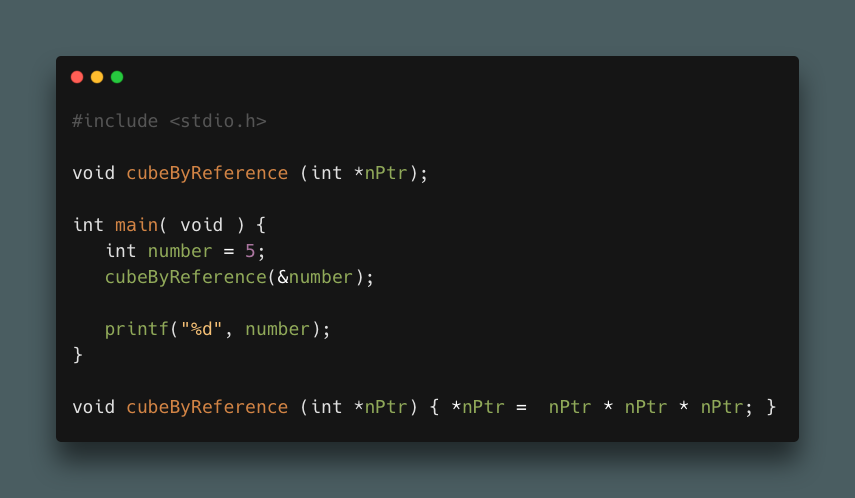 #include <stdio.h>
void cubeByReference (int *nPtr);
int main( void ) {
int number = 5;
cubeByReference(&number);
printf("%d", number);
}
void cubeByReference (int *nPtr) { *nPtr =  nPtr * nPtr * nPtr; }